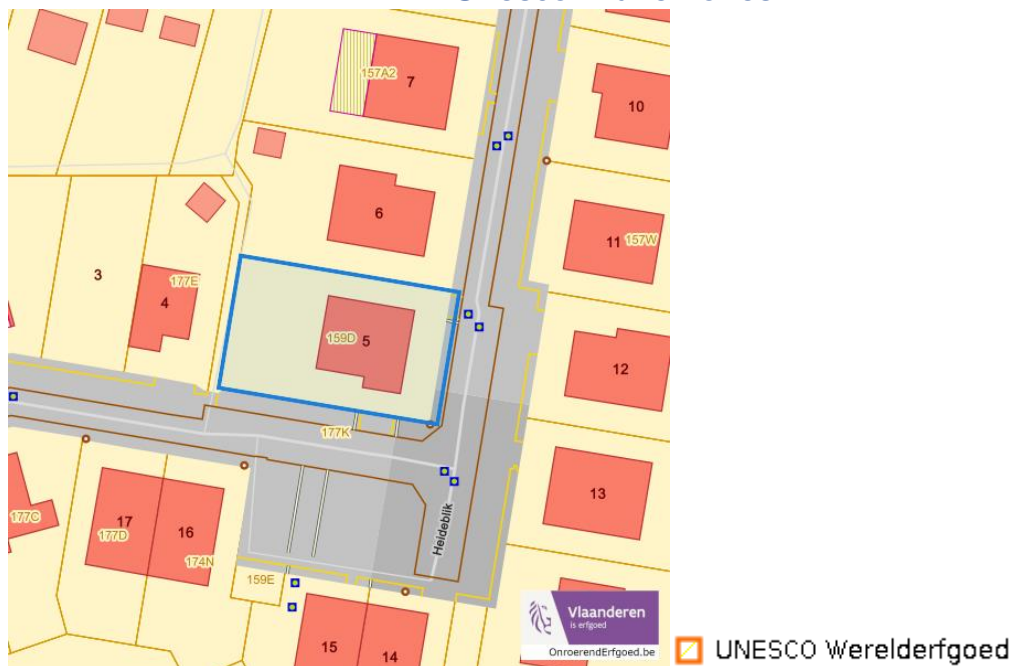 157A2
7
10
6
11 157W
3
177E
4
159D 5
12
177K
13
177C
17
177D
16
174N
Heideblik
159E
15
14
Vlaanderen
is erfgoed
OnroerendErfgoed.be
UNESCO Werelderfgoed